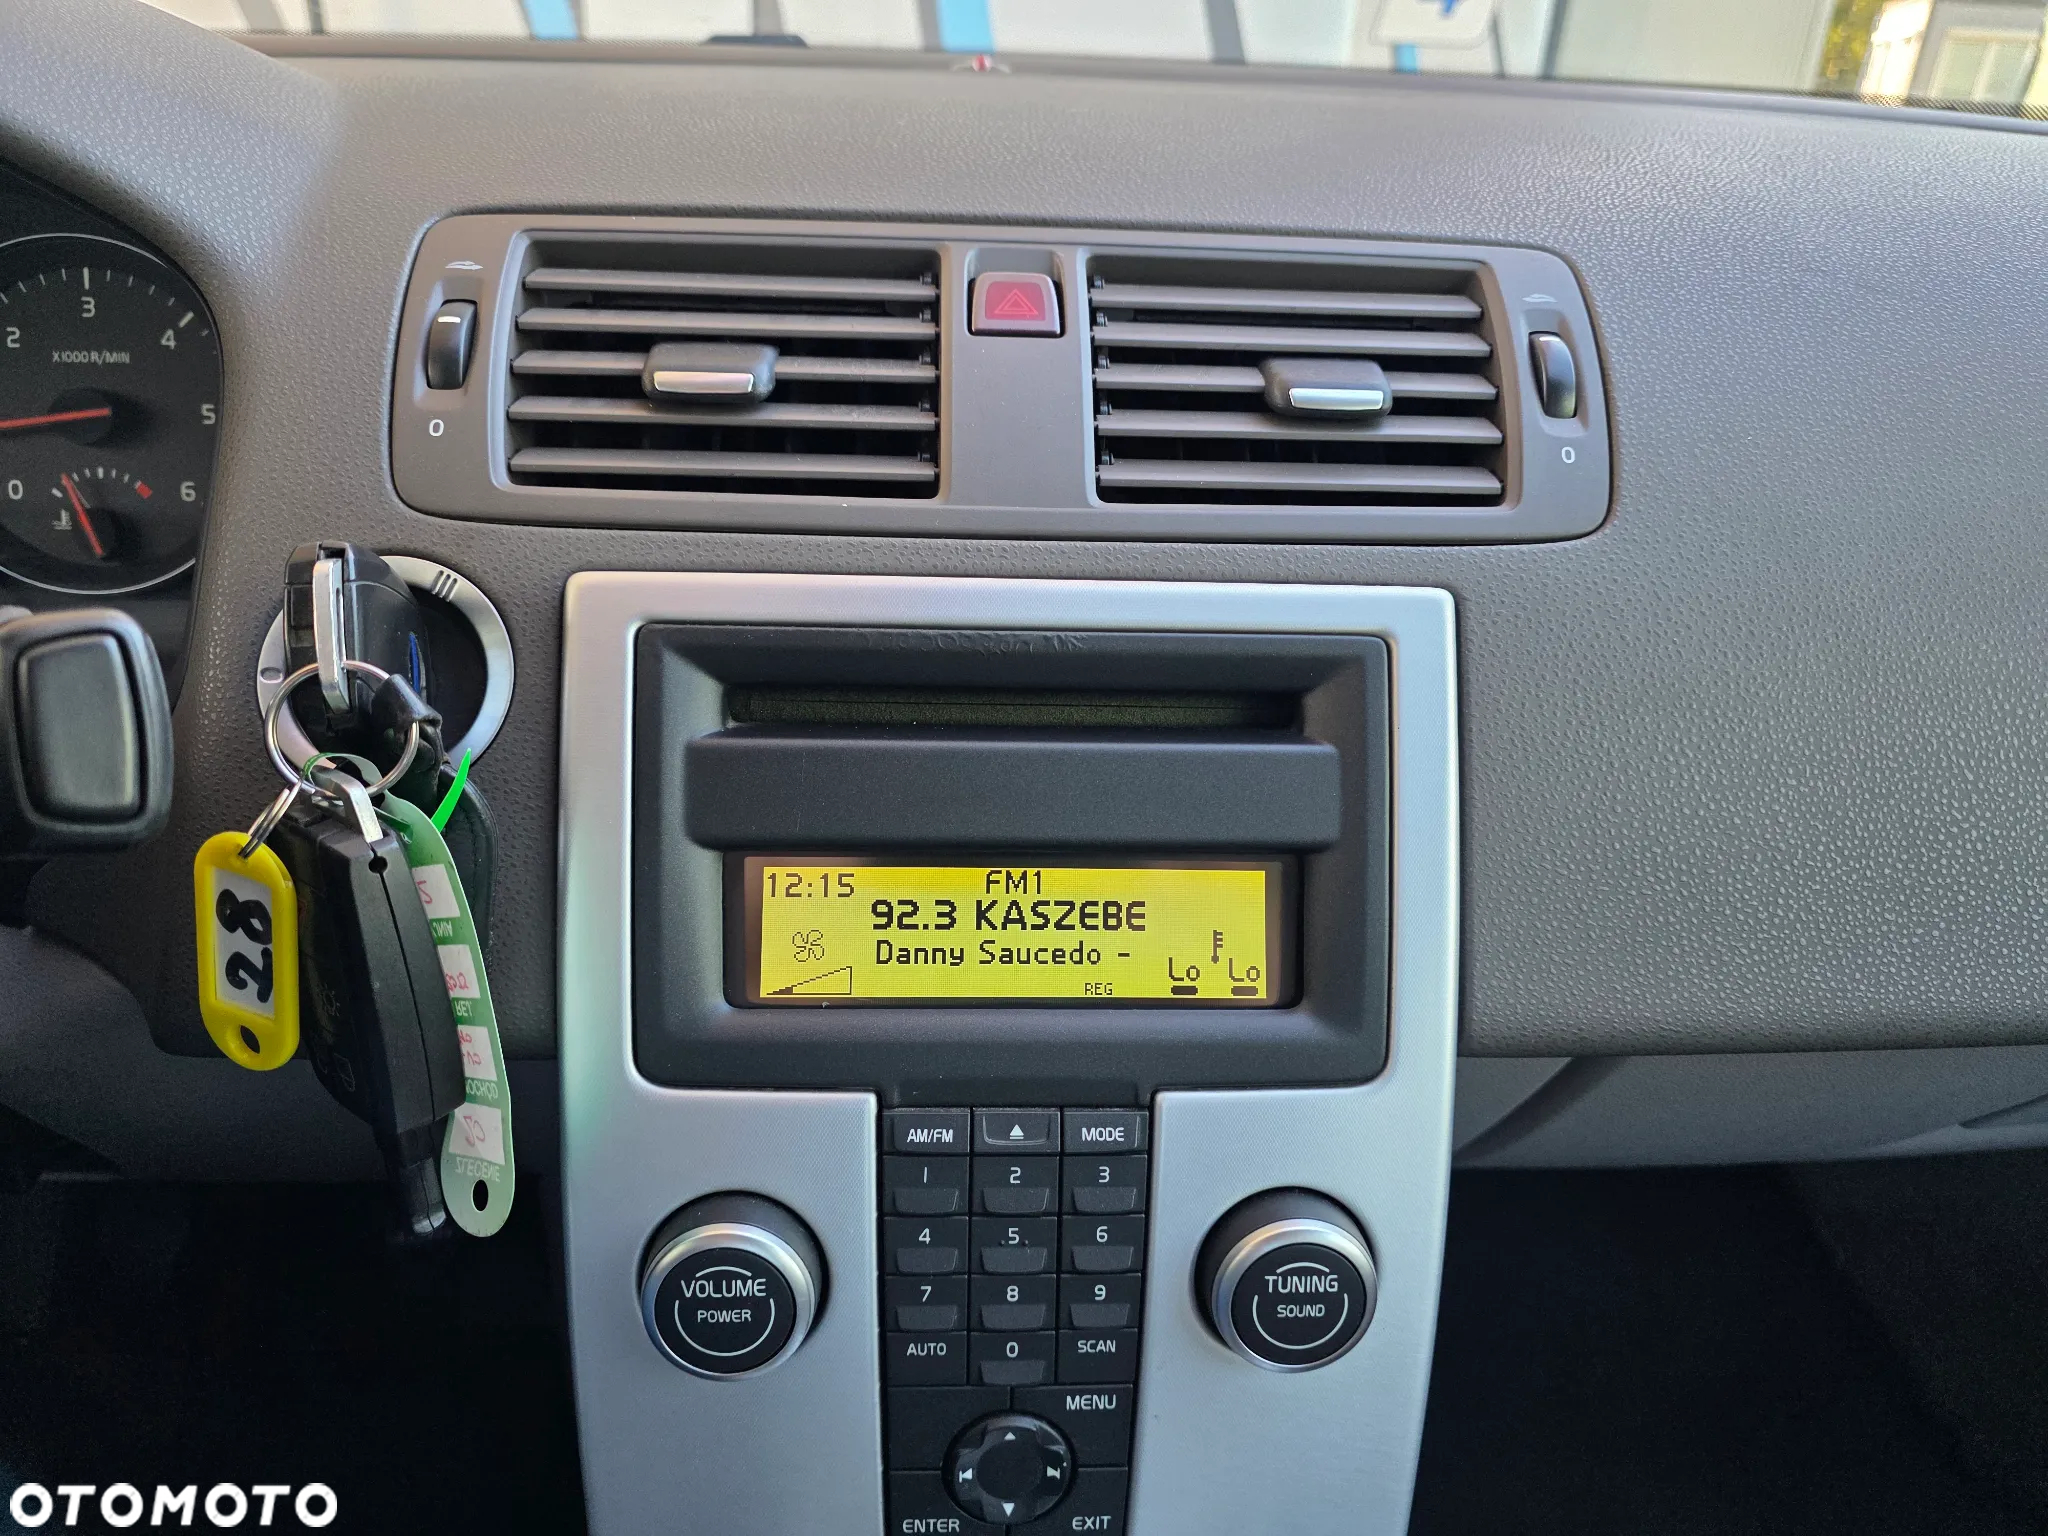 2 3 4
X1000 R/MIN
5
0 6
0
0
28
12:15 FM1
92.3 KASZEBE
Danny Saucedo -
Lo Lo
REG
ZLECENIE
AM/FM MODE
1 2 3
4 5 6
7 8 9
AUTO 0 SCAN
MENU
ENTER EXIT
VOLUME
POWER
TUNING
SOUND
OTOMOTO